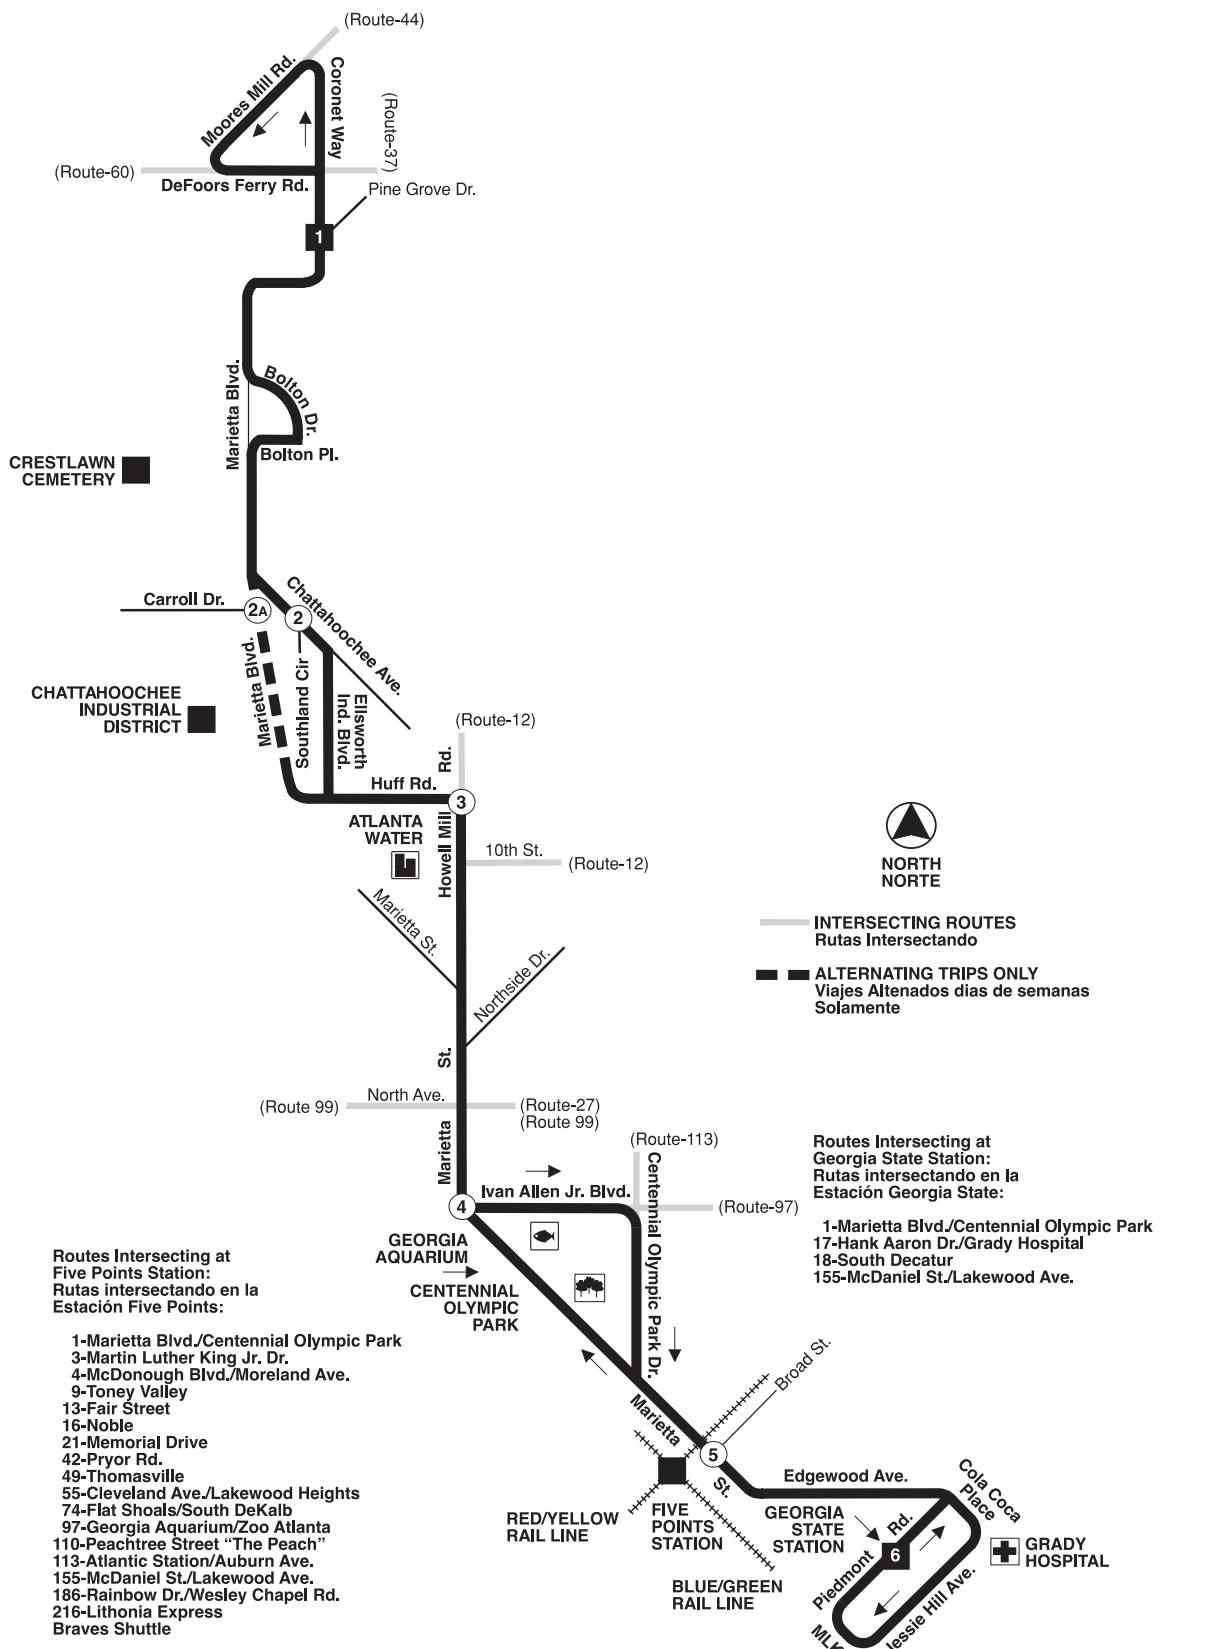 (Route-44)
Moores Mill Rd.
Coronet Way
(Route-37)
(Route-60)
DeFoors Ferry Rd.
Pine Grove Dr.
1
Marietta Blvd.
Bolton Dr.
Bolton Pl.
CRESTLAWN
CEMETERY
Carroll Dr.
2A
2
Chattahoochee Ave.
Marietta Blvd.
Southland Cir
Ellsworth
Ind. Blvd.
CHATTAHOOCHEE
INDUSTRIAL
DISTRICT
(Route-12)
Huff Rd.
3
Howell Mill Rd.
ATLANTA
WATER
10th St.
(Route-12)
NORTH
NORTE
Marietta St.
Northside Dr.
INTERSECTING ROUTES
Rutas Intersectando
ALTERNATING TRIPS ONLY
Viajes Altenados dias de semanas
Solamente
Marietta St.
North Ave.
(Route 99)
(Route-27)
(Route 99)
(Route-113)
Ivan Allen Jr. Blvd.
Centennial Olympic Park Dr.
(Route-97)
4
GEORGIA
AQUARIUM
CENTENNIAL
OLYMPIC
PARK
Routes Intersecting at
Georgia State Station:
Rutas intersectando en la
Estación Georgia State:
1-Marietta Blvd./Centennial Olympic Park
17-Hank Aaron Dr./Grady Hospital
18-South Decatur
155-McDaniel St./Lakewood Ave.
Routes Intersecting at
Five Points Station:
Rutas intersectando en la
Estación Five Points:
1-Marietta Blvd./Centennial Olympic Park
3-Martin Luther King Jr. Dr.
4-McDonough Blvd./Moreland Ave.
9-Toney Valley
13-Fair Street
16-Noble
21-Memorial Drive
42-Pryor Rd.
49-Thomasville
55-Cleveland Ave./Lakewood Heights
74-Flat Shoals/South DeKalb
97-Georgia Aquarium/Zoo Atlanta
110-Peachtree Street “The Peach”
113-Atlantic Station/Auburn Ave.
155-McDaniel St./Lakewood Ave.
186-Rainbow Dr./Wesley Chapel Rd.
216-Lithonia Express
Braves Shuttle
Broad St.
Marietta St.
5
RED/YELLOW
RAIL LINE
FIVE
POINTS
STATION
BLUE/GREEN
RAIL LINE
Edgewood Ave.
Cola Coca
Place
GEORGIA
STATE
STATION
Piedmont Rd.
6
GRADY
HOSPITAL
Jessie Hill Ave.
MLK